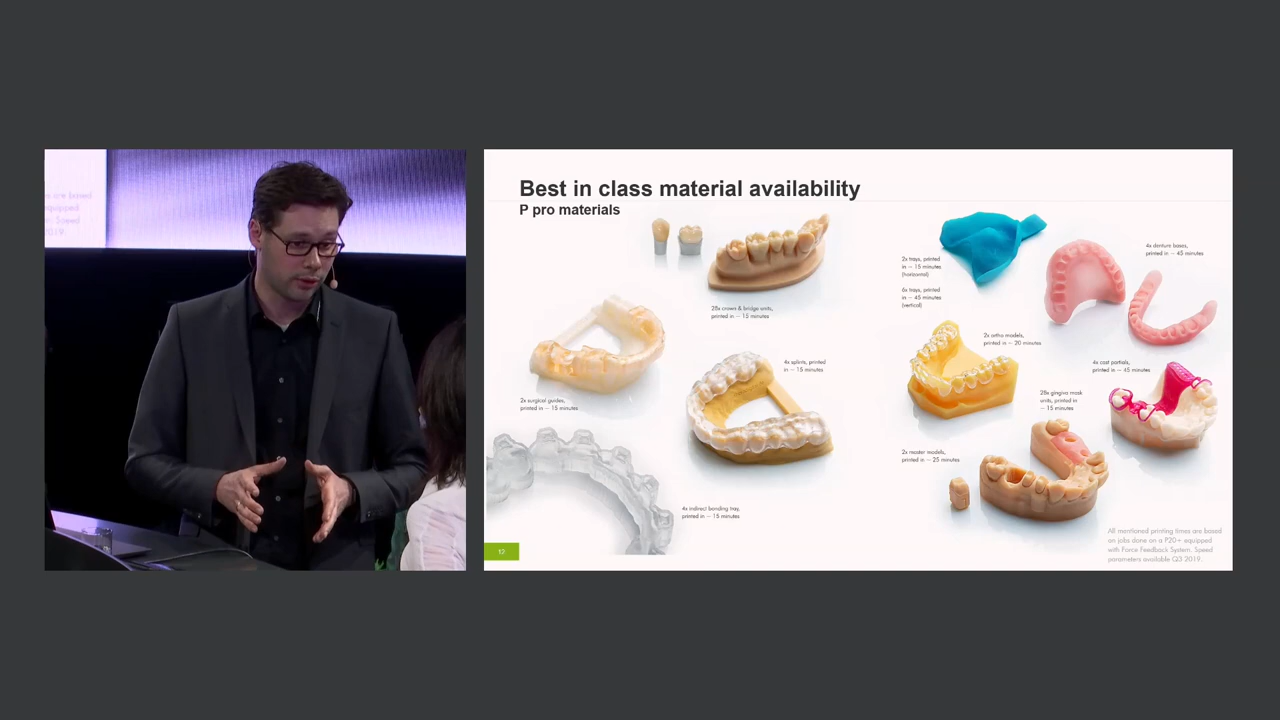 Best in class material availability
P pro materials
28x crown & bridge units,
printed in ~ 15 minutes
2x surgical guides,
printed in ~ 15 minutes
4x splints, printed
in ~ 15 minutes
4x indirect bonding tray,
printed in ~ 15 minutes
2x trays, printed
in ~ 15 minutes
(horizontal)
6x trays, printed
in ~ 45 minutes
(vertical)
4x denture bases,
printed in ~ 45 minutes
2x ortho models,
printed in ~ 20 minutes
4x cast partials,
printed in ~ 45 minutes
28x gingiva mask
units, printed in
~ 15 minutes
2x master models,
printed in ~ 25 minutes
All mentioned printing times are based
on jobs done on a P20+ equipped
with Force Feedback System. Speed
parameters available Q3 2019.